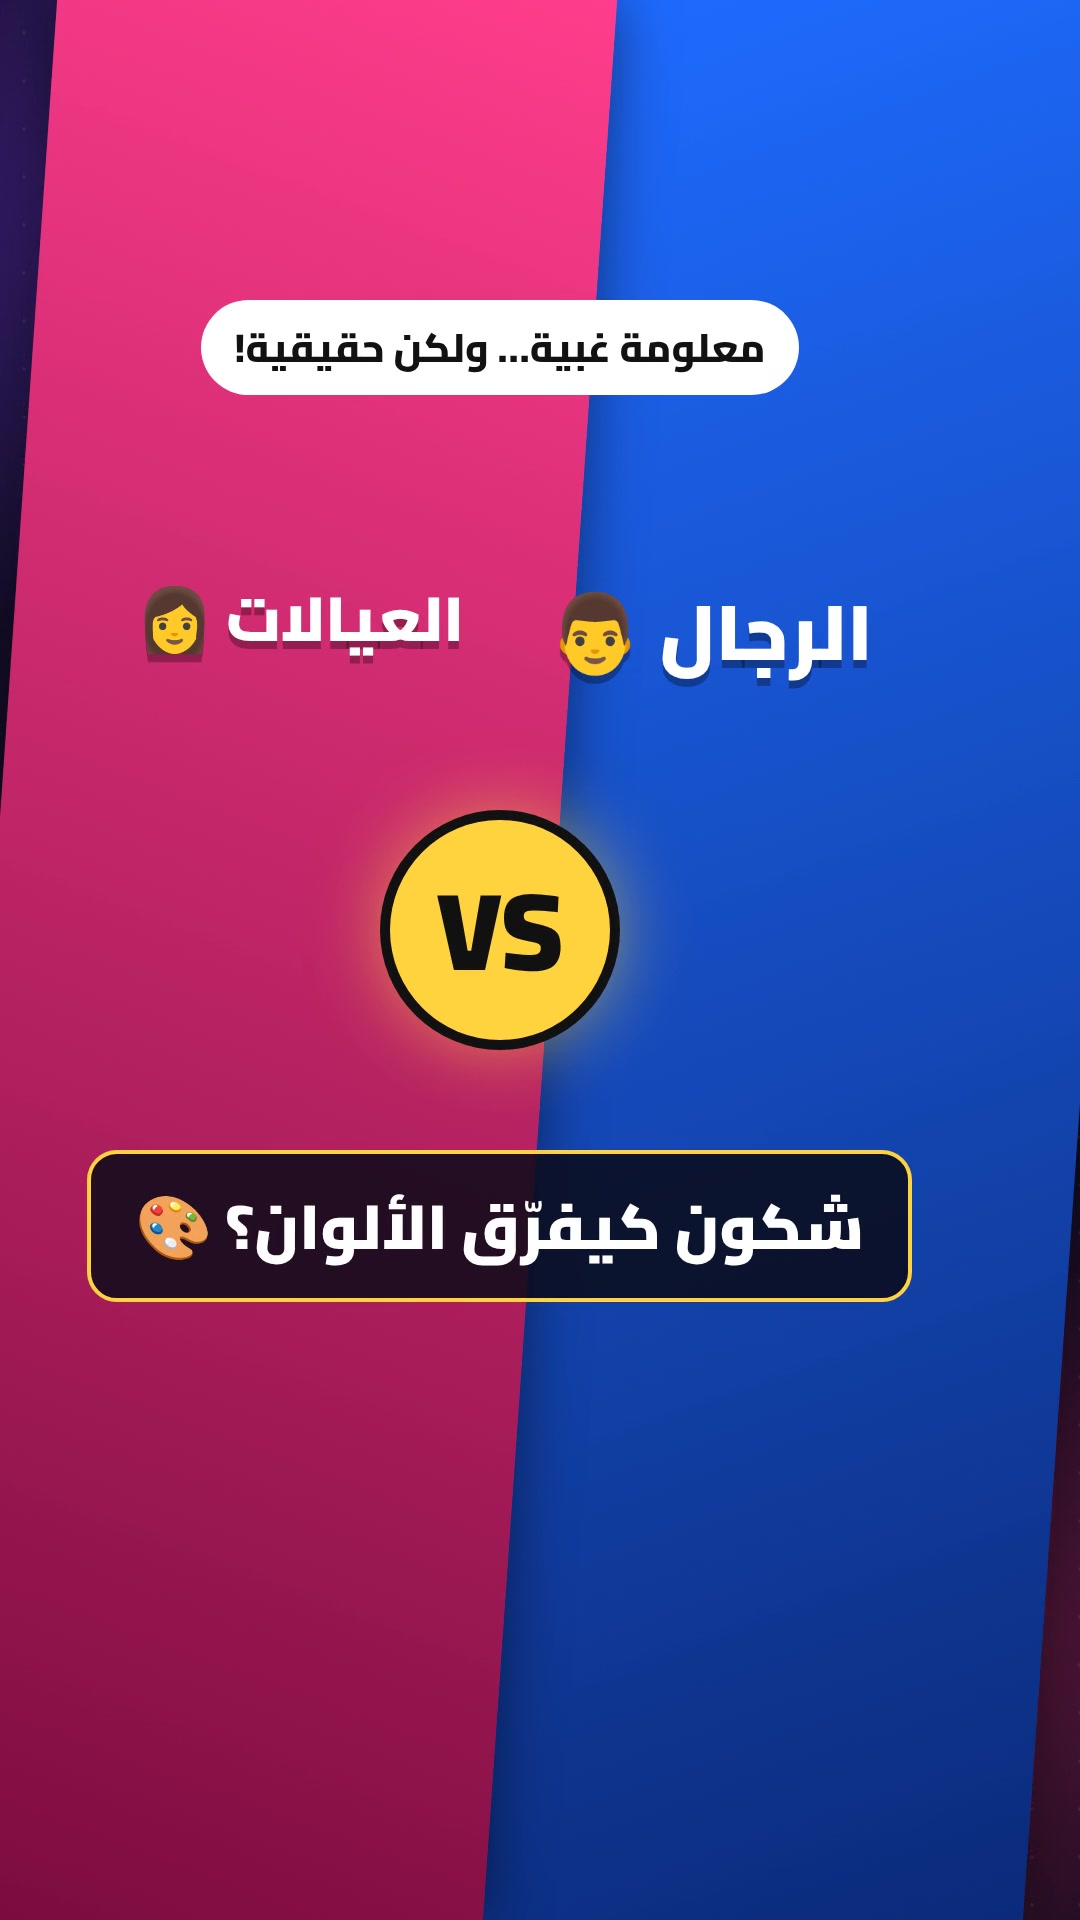 معلومة غبية... ولكن حقيقية!
الرجال 👨
العيالات 👩
VS
شكون كيفرّق الألوان؟ 🎨